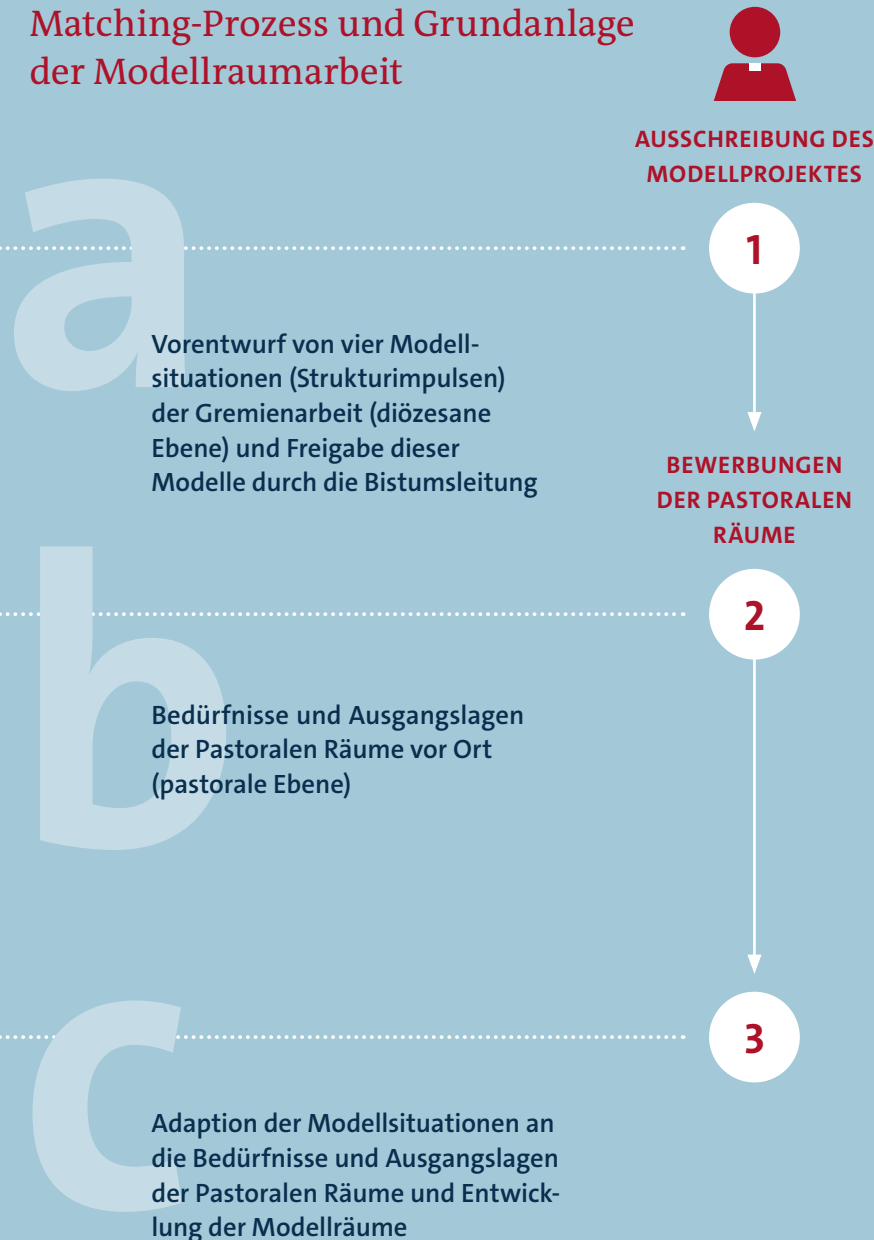 Matching-Prozess und Grundanlage
der Modellraumarbeit
AUSSCHREIBUNG DES
MODELLPROJEKTES
a
1
Vorentwurf von vier Modell-
situationen (Strukturimpulsen)
der Gremienarbeit (diözesane
Ebene) und Freigabe dieser
Modelle durch die Bistumsleitung
BEWERBUNGEN
DER PASTORALEN
RÄUME
b
2
Bedürfnisse und Ausgangslagen
der Pastoralen Räume vor Ort
(pastorale Ebene)
c
3
Adaption der Modellsituationen an
die Bedürfnisse und Ausgangslagen
der Pastoralen Räume und Entwick-
lung der Modellräume